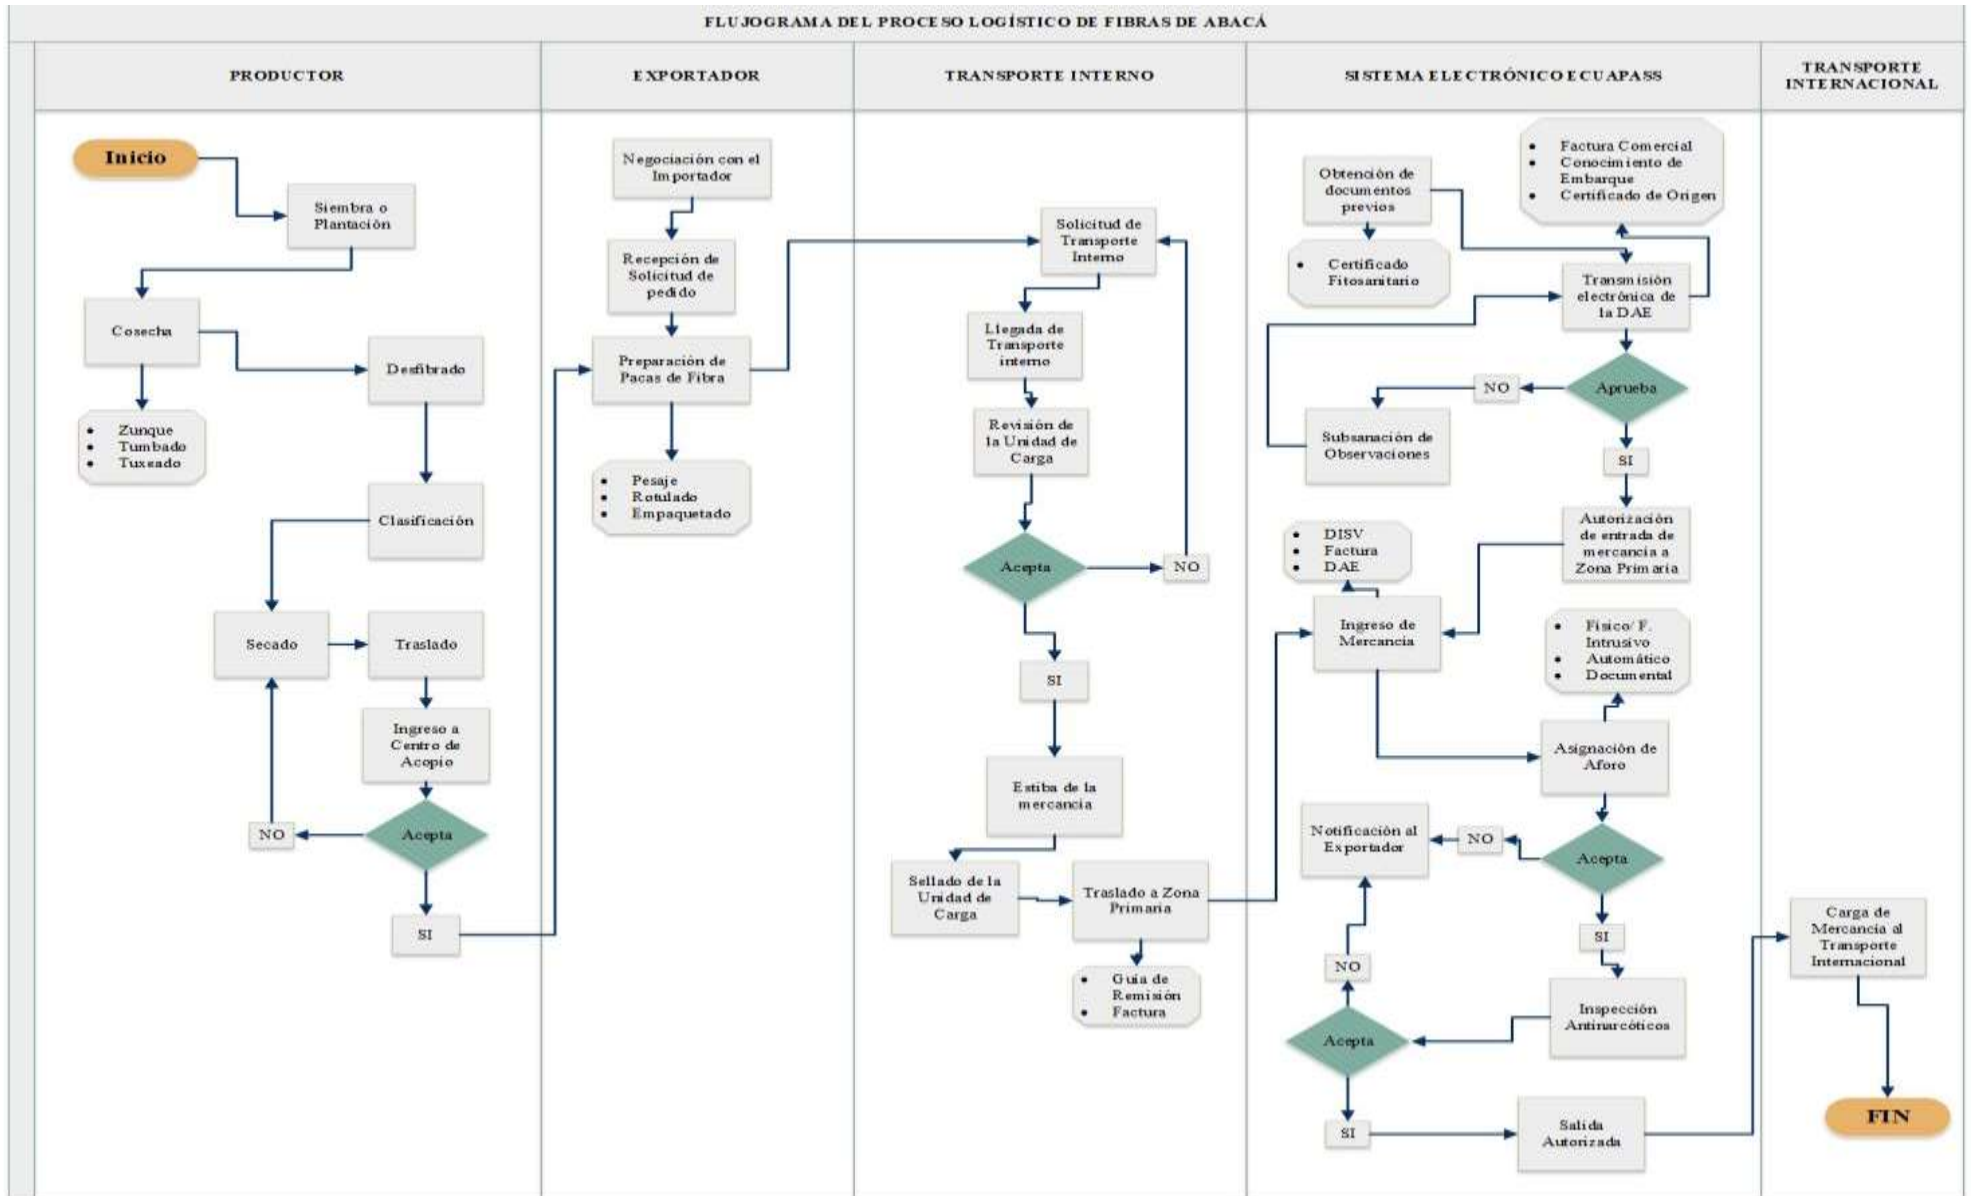 FLUJOGRAMA DEL PROCESO LOGÍSTICO DE FIBRAS DE ABACÁ
PRODUCTOR
EXPORTADOR
TRANSPORTE INTERNO
SISTEMA ELECTRÓNICO ECUAPASS
TRANSPORTE
INTERNACIONAL
Inicio
Siembra o
Plantación
Cosecha
• Zunque
• Tumbado
• Tuxeado
Desfibrado
Clasificación
Secado
Traslado
Ingreso a
Centro de
Acopio
Acepta
NO
SI
Negociación con el
Importador
Recepción de
Solicitud de
pedido
Preparación de
Pacas de Fibra
• Pesaje
• Rotulado
• Empaquetado
Solicitud de
Transporte
Interno
Llegada de
Transporte
interno
Revisión de
la Unidad de
Carga
Acepta
NO
SI
Estiba de la
mercancía
Sellado de la
Unidad de
Carga
Traslado a Zona
Primaria
• Guía de
Remisión
• Factura
Obtención de
documentos
previos
• Certificado
Fitosanitario
• Factura Comercial
• Conocimiento de
Embarque
• Certificado de Origen
Transmisión
electrónica de
la DAE
Aprueba
NO
Subsanación de
Observaciones
SI
Autorización
de entrada de
mercancía a
Zona Primaria
• DISV
• Factura
• DAE
Ingreso de
Mercancía
• Físico/ F.
Intrusivo
• Automático
• Documental
Asignación de
Aforo
Acepta
NO
Notificación al
Exportador
SI
Inspección
Antinarcóticos
Acepta
NO
SI
Salida
Autorizada
Carga de
Mercancía al
Transporte
Internacional
FIN